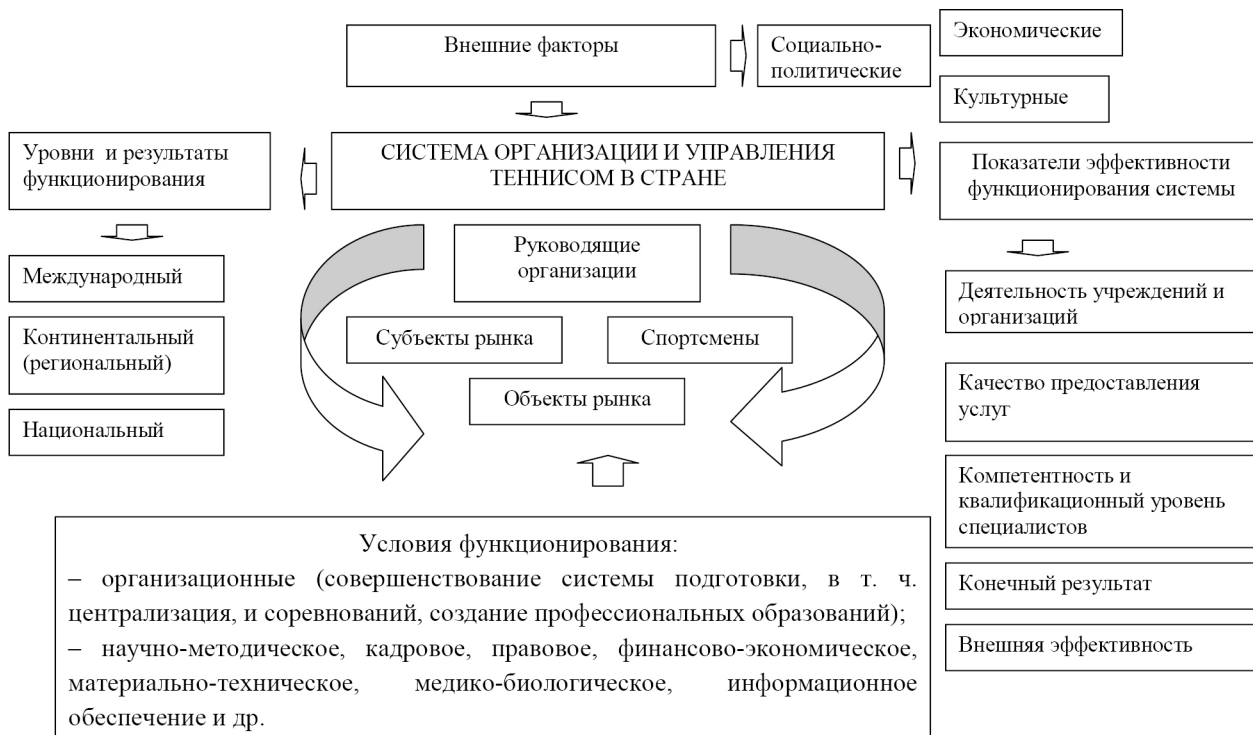 Внешние факторы
Социально-
политические
Экономические
Культурные
Уровни и результаты
функционирования
СИСТЕМА ОРГАНИЗАЦИИ И УПРАВЛЕНИЯ
ТЕННИСОМ В СТРАНЕ
Показатели эффективности
функционирования системы
Международный
Континентальный
(региональный)
Национальный
Руководящие
организации
Субъекты рынка
Спортсмены
Объекты рынка
Деятельность учреждений и
организаций
Качество предоставления
услуг
Компетентность и
квалификационный уровень
специалистов
Конечный результат
Внешняя эффективность
Условия функционирования:
– организационные (совершенствование системы подготовки, в т. ч.
централизация, и соревнований, создание профессиональных образований);
– научно-методическое, кадровое, правовое, финансово-экономическое,
материально-техническое, медико-биологическое, информационное
обеспечение и др.